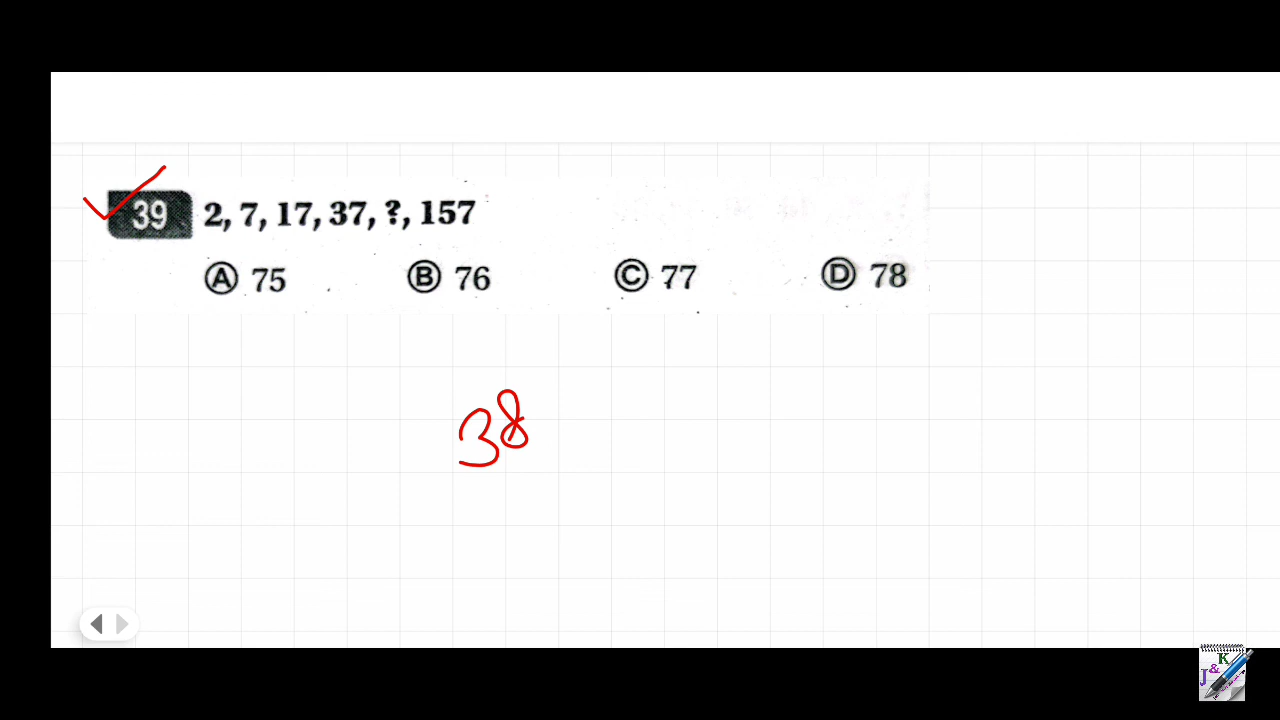 39 2, 7, 17, 37, ?, 157
Ⓐ 75 Ⓑ 76 Ⓒ 77 Ⓓ 78
38
J&K